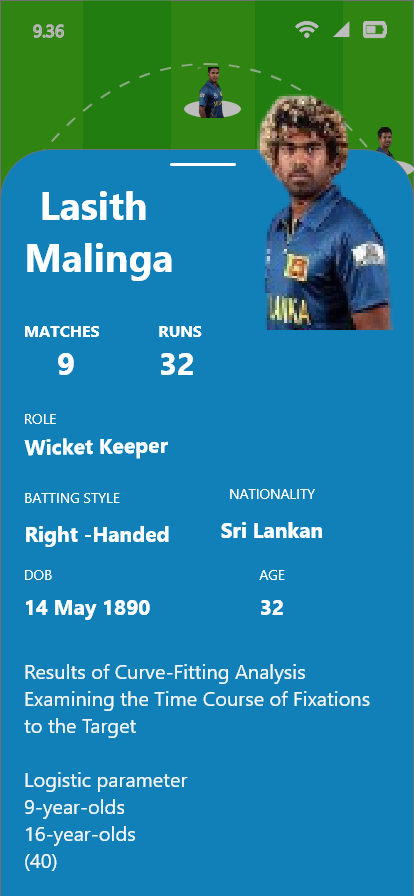 9.36
Lasith
Malinga
MATCHES RUNS
9 32
ROLE
Wicket Keeper
BATTING STYLE NATIONALITY
Right -Handed Sri Lankan
DOB AGE
14 May 1890 32
Results of Curve-Fitting Analysis
Examining the Time Course of Fixations
to the Target
Logistic parameter
9-year-olds
16-year-olds
(40)
LANKA